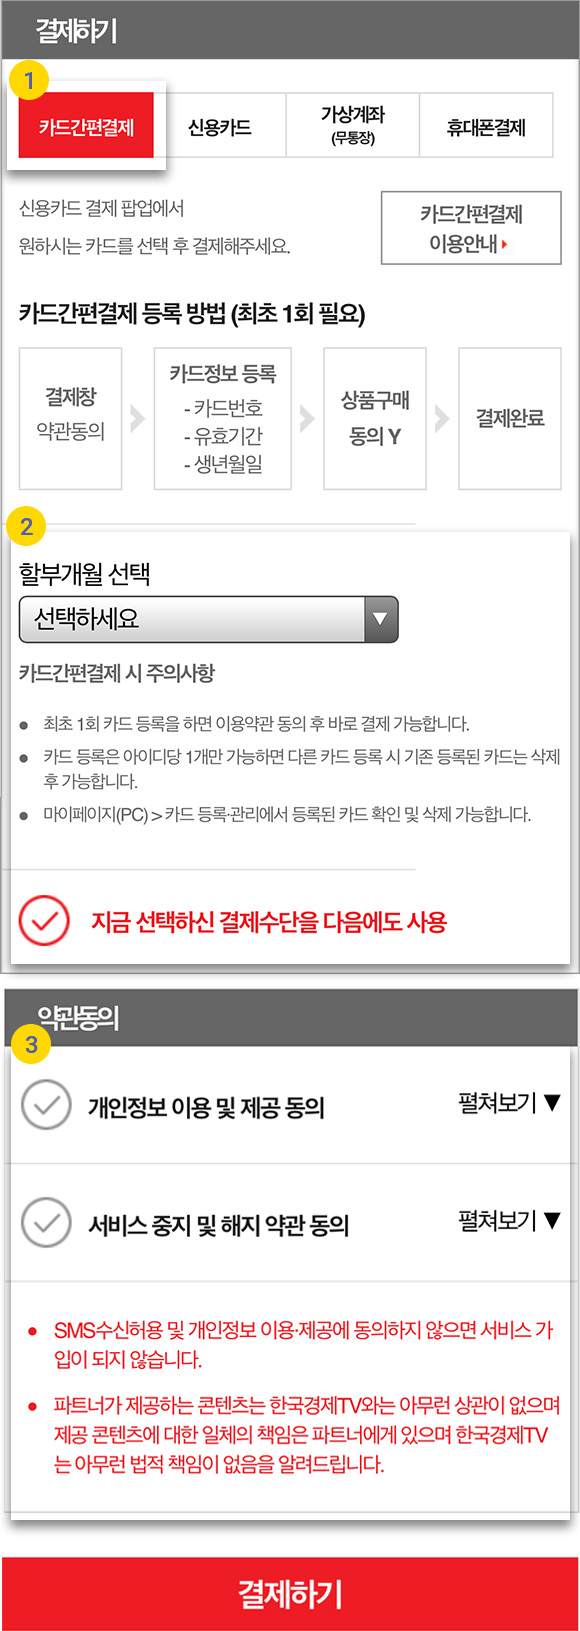 결제하기
1
카드간편결제 신용카드 가상계좌 (무통장) 휴대폰결제
신용카드 결제 팝업에서
원하시는 카드를 선택 후 결제해주세요.
카드간편결제
이용안내
카드간편결제 등록 방법 (최초 1회 필요)
결제창
약관동의
카드정보 등록
- 카드번호
- 유효기간
- 생년월일
상품구매
동의 Y
결제완료
2
할부개월 선택
선택하세요 ▼
카드간편결제 시 주의사항
● 최초 1회 카드 등록을 하면 이용약관 동의 후 바로 결제 가능합니다.
● 카드 등록은 아이디당 1개만 가능하면 다른 카드 등록 시 기존 등록된 카드는 삭제
후 가능합니다.
● 마이페이지(PC) > 카드 등록·관리에서 등록된 카드 확인 및 삭제 가능합니다.
지금 선택하신 결제수단을 다음에도 사용
약관동의
3
개인정보 이용 및 제공 동의 펼쳐보기 ▼
서비스 중지 및 해지 약관 동의 펼쳐보기 ▼
● SMS수신허용 및 개인정보 이용·제공에 동의하지 않으면 서비스 가
입이 되지 않습니다.
● 파트너가 제공하는 콘텐츠는 한국경제TV와는 아무런 상관이 없으며
제공 콘텐츠에 대한 일체의 책임은 파트너에게 있으며 한국경제TV
는 아무런 법적 책임이 없음을 알려드립니다.
결제하기